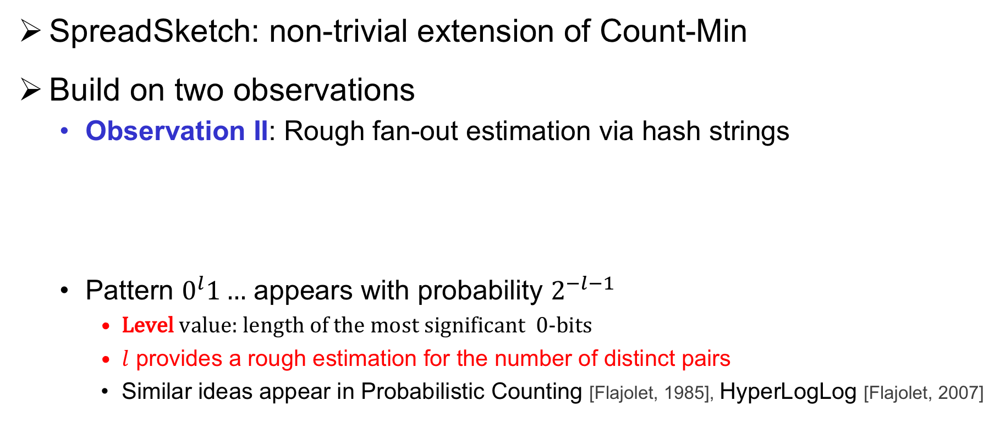 ➢ SpreadSketch: non-trivial extension of Count-Min
➢ Build on two observations
• Observation II: Rough fan-out estimation via hash strings
• Pattern 0^l 1 ... appears with probability 2^{-l-1}
• Level value: length of the most significant 0-bits
• l provides a rough estimation for the number of distinct pairs
• Similar ideas appear in Probabilistic Counting [Flajolet, 1985], HyperLogLog [Flajolet, 2007]